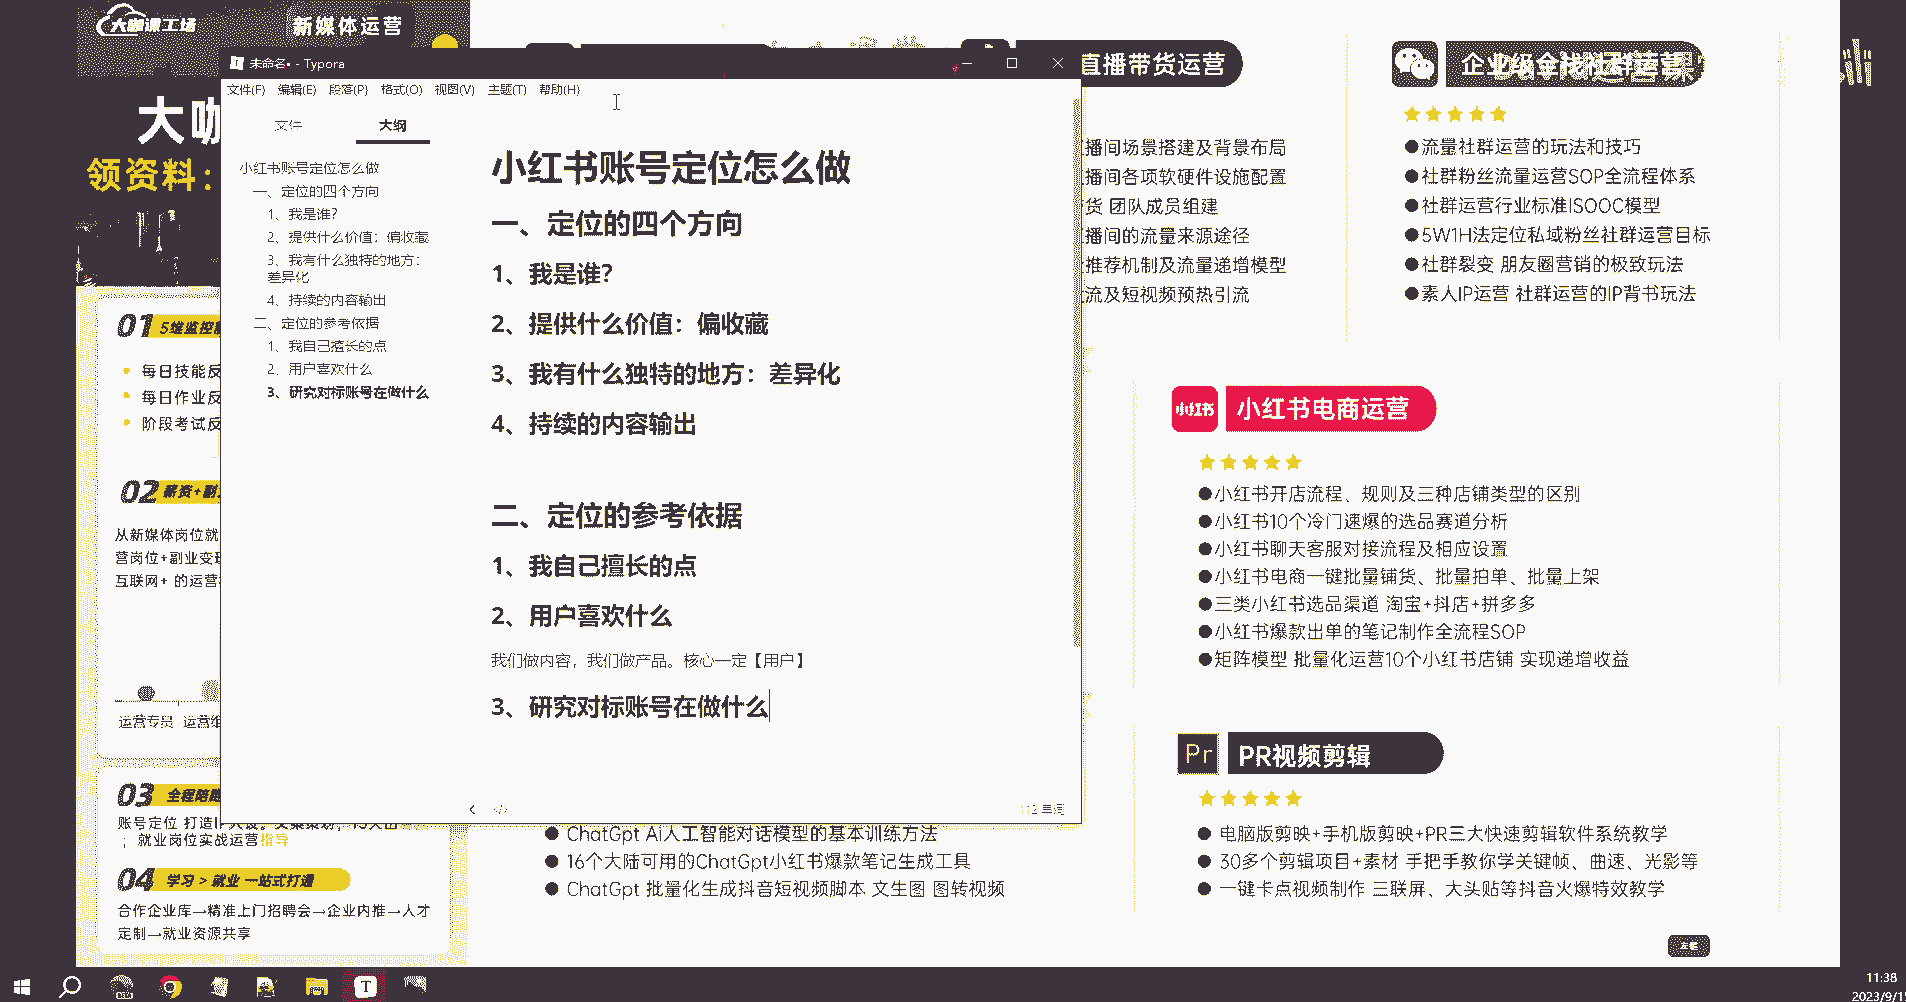 大咖课工场
新媒体运营
大咖
领资料：
01 5维监控
每日技能反
每日作业反
阶段考试反
02 薪资+副
从新媒体岗位就
营岗位+副业变现
互联网+ 的运营
运营专员 运营组
03 全程陪跑
账号定位 打造IP人设。文案策划，
；就业岗位实战运营指导
04 学习 > 就业 一站式打通
合作企业库→精准上门招聘会→企业内推→人才
定制→就业资源共享
未命名• - Typora
文件(F) 编辑(E) 段落(P) 格式(O) 视图(V) 主题(T) 帮助(H)
文件 大纲
小红书账号定位怎么做
一、定位的四个方向
1、我是谁？
2、提供什么价值：偏收藏
3、我有什么独特的地方：
差异化
4、持续的内容输出
二、定位的参考依据
1、我自己擅长的点
2、用户喜欢什么
3、研究对标账号在做什么
小红书账号定位怎么做
一、定位的四个方向
1、我是谁？
2、提供什么价值：偏收藏
3、我有什么独特的地方：差异化
4、持续的内容输出
二、定位的参考依据
1、我自己擅长的点
2、用户喜欢什么
我们做内容，我们做产品。核心一定【用户】
3、研究对标账号在做什么
</>
112 单词
直播带货运营
播间场景搭建及背景布局
播间各项软硬件设施配置
货 团队成员组建
播间的流量来源途径
推荐机制及流量递增模型
流及短视频预热引流
企业级全栈社群运营
●流量社群运营的玩法和技巧
●社群粉丝流量运营SOP全流程体系
●社群运营行业标准ISOOC模型
●5W1H法定位私域粉丝社群运营目标
●社群裂变 朋友圈营销的极致玩法
●素人IP运营 社群运营的IP背书玩法
小红书
小红书电商运营
●小红书开店流程、规则及三种店铺类型的区别
●小红书10个冷门速爆的选品赛道分析
●小红书聊天客服对接流程及相应设置
●小红书电商一键批量铺货、批量拍单、批量上架
●三类小红书选品渠道 淘宝+抖店+拼多多
●小红书爆款出单的笔记制作全流程SOP
●矩阵模型 批量化运营10个小红书店铺 实现递增收益
● ChatGpt Ai人工智能对话模型的基本训练方法
● 16个大陆可用的ChatGpt小红书爆款笔记生成工具
● ChatGpt 批量化生成抖音短视频脚本 文生图 图转视频
Pr
PR视频剪辑
● 电脑版剪映+手机版剪映+PR三大快速剪辑软件系统教学
● 30多个剪辑项目+素材 手把手教你学关键帧、曲速、光影等
● 一键卡点视频制作 三联屏、大头贴等抖音火爆特效教学
T
11:38
2023/9/1